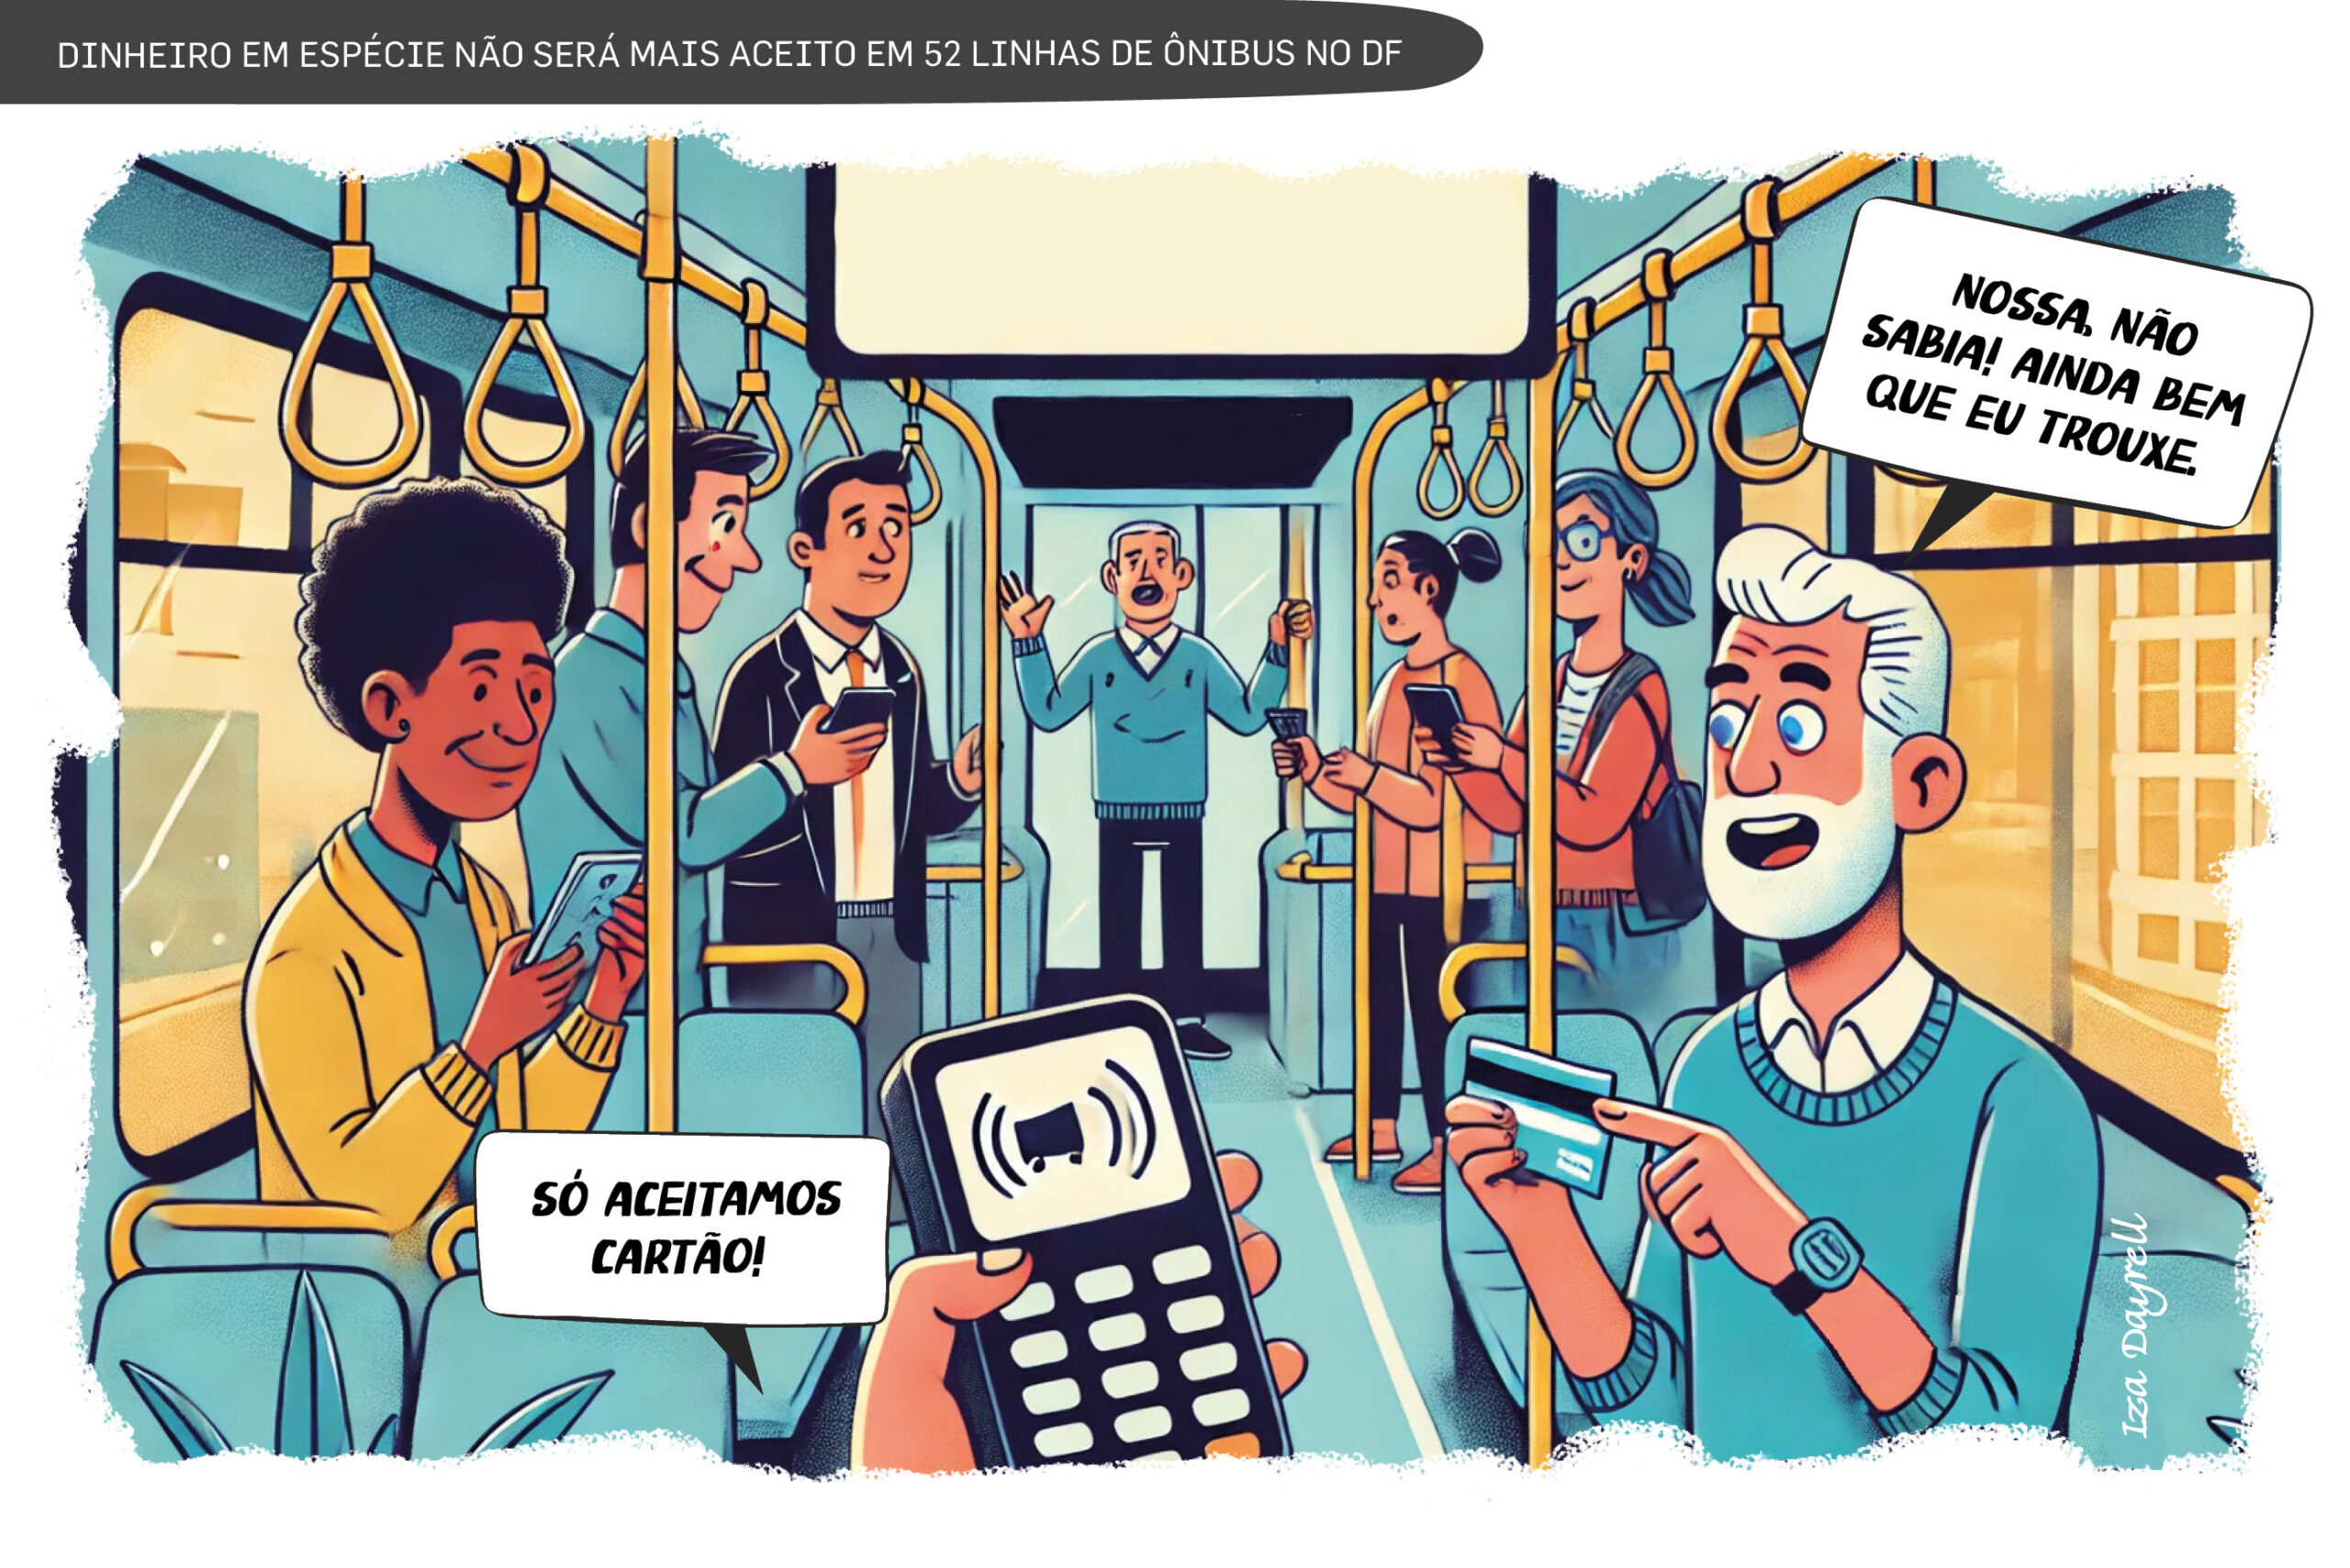 DINHEIRO EM ESPÉCIE NÃO SERÁ MAIS ACEITO EM 52 LINHAS DE ÔNIBUS NO DF
NOSSA, NÃO
SABIA! AINDA BEM
QUE EU TROUXE.
SÓ ACEITAMOS
CARTÃO!
Iza Dayrell